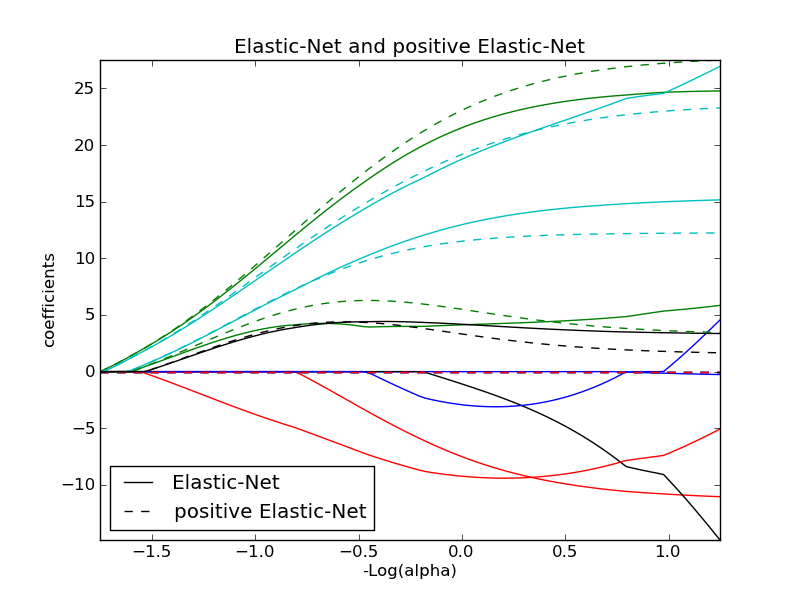 Elastic-Net and positive Elastic-Net
25
20
15
10
5
0
−5
−10
coefficients
Elastic-Net
positive Elastic-Net
−1.5 −1.0 −0.5 0.0 0.5 1.0
-Log(alpha)